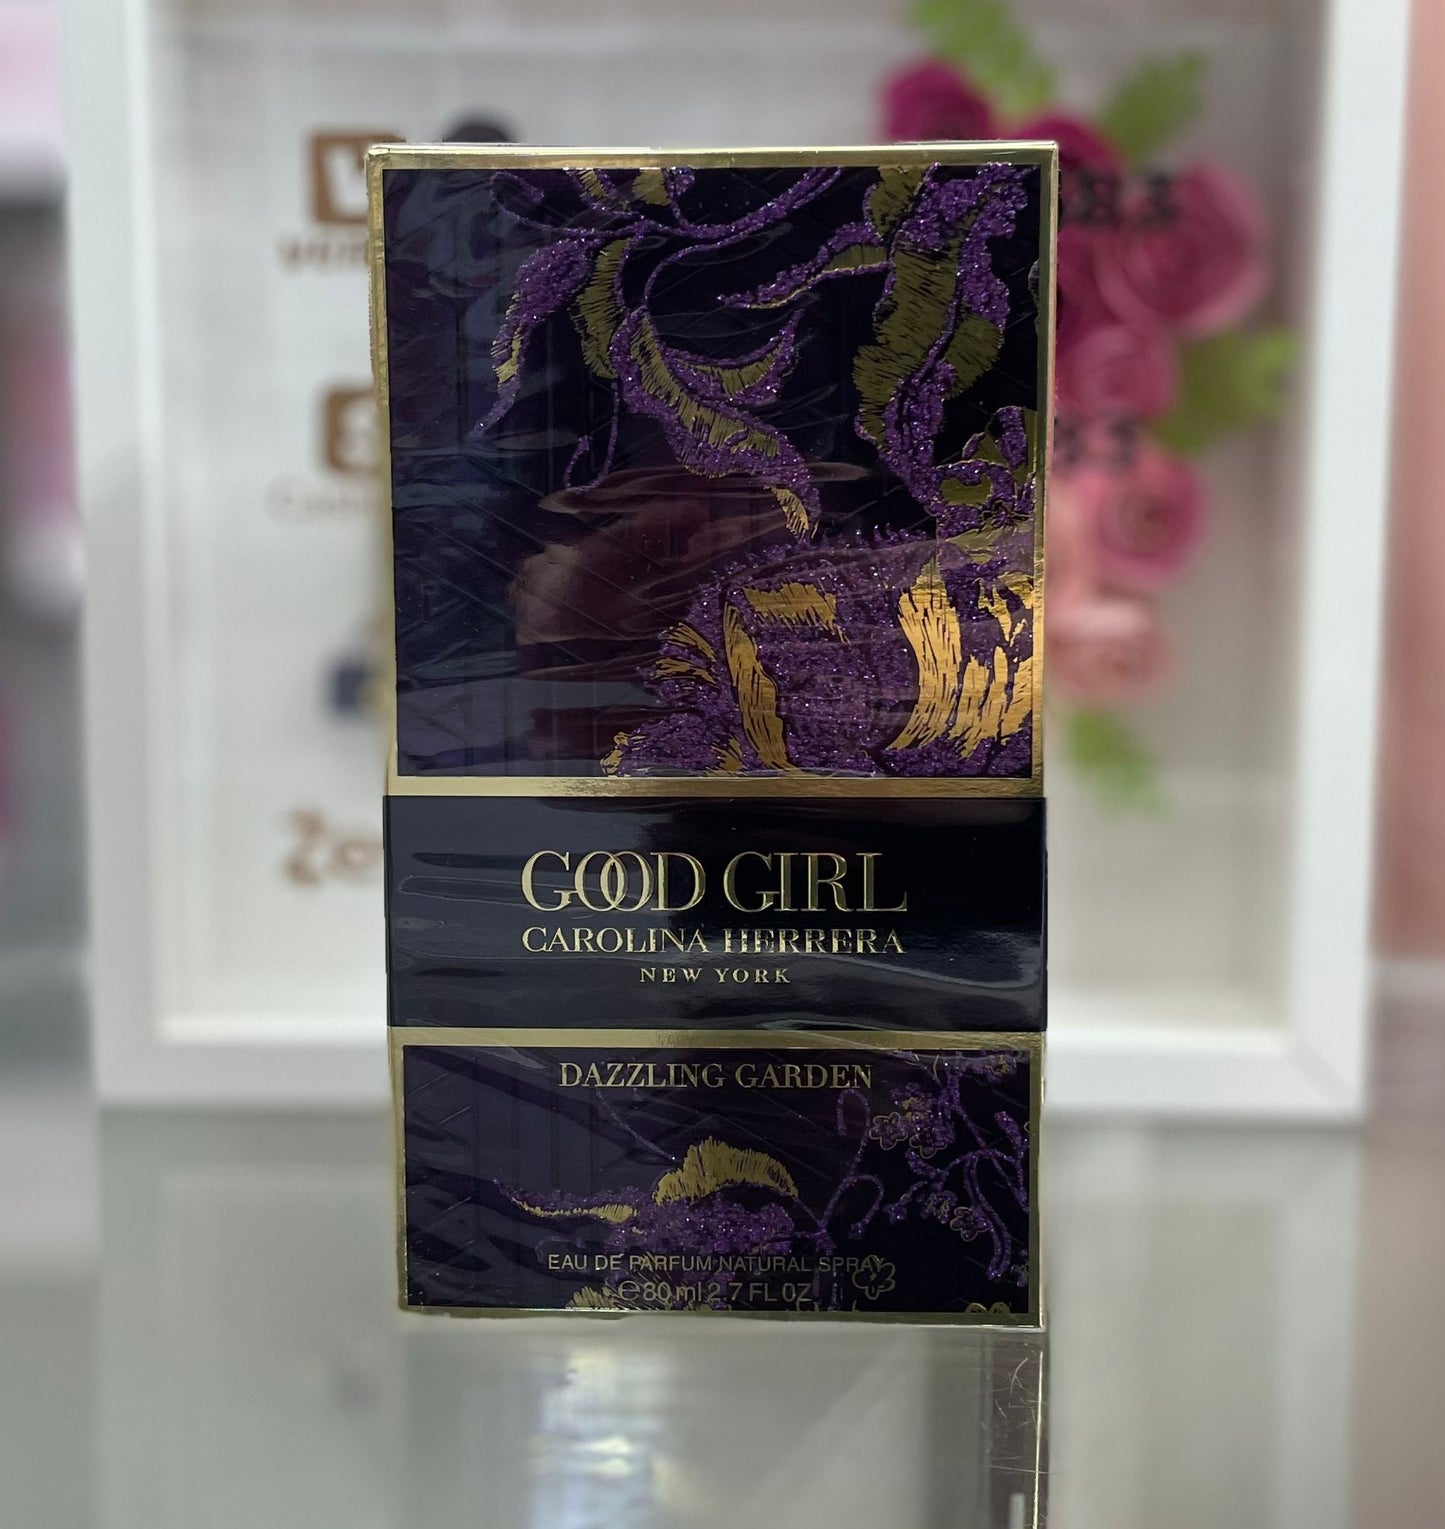 GOOD GIRL
CAROLINA HERRERA
NEW YORK
DAZZLING GARDEN
EAU DE PARFUM NATURAL SPRAY
℮80 ml 2.7 FL OZ